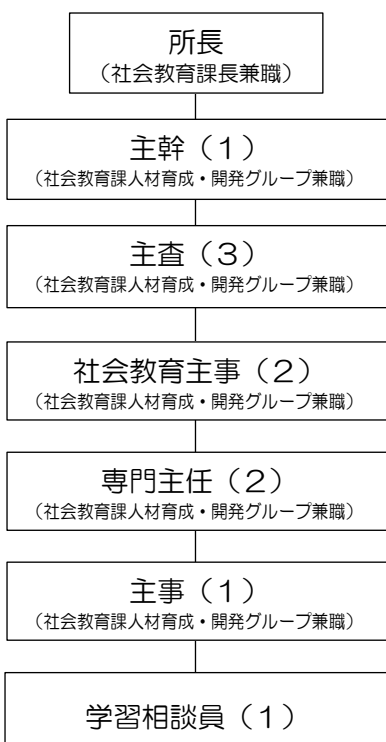 所長
（社会教育課長兼職）
主幹（１）
（社会教育課人材育成・開発グループ兼職）
主査（３）
（社会教育課人材育成・開発グループ兼職）
社会教育主事（２）
（社会教育課人材育成・開発グループ兼職）
専門主任（２）
（社会教育課人材育成・開発グループ兼職）
主事（１）
（社会教育課人材育成・開発グループ兼職）
学習相談員（１）